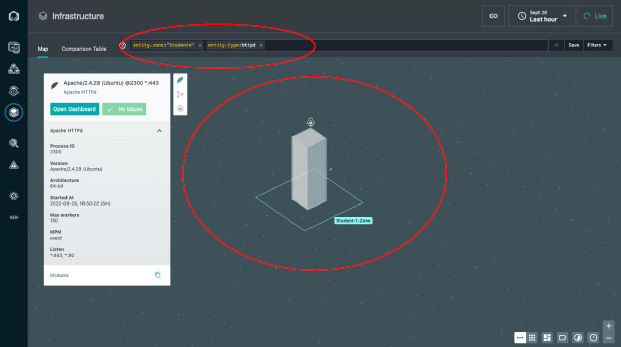 Infrastructure
GO
Sept 28
Last hour
Live
Map
Comparison Table
entity.zone:"Student*" × entity.type:httpd ×
× Save Filters
Apache/2.4.29 (Ubuntu) @2300 *:443
Apache HTTPd
Open Dashboard
No Issues
Apache HTTPd
Process ID
2300
Version
Apache/2.4.29 (Ubuntu)
Architecture
64-bit
Started At
2022-09-28, 18:50:22 (5m)
Max workers
150
MPM
event
Listen
*:443, *:80
Modules
Student-1-Zone